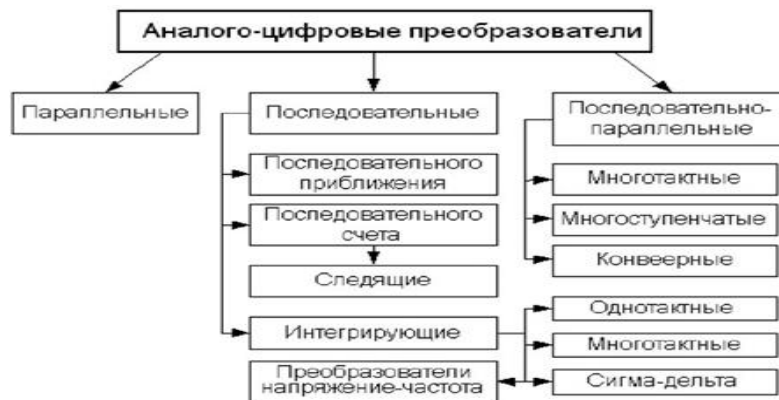 Аналого-цифровые преобразователи
Параллельные
Последовательные
Последовательного
приближения
Последовательного
счета
Следящие
Интегрирующие
Преобразователи
напряжение-частота
Последовательно-
параллельные
Многотактные
Многоступенчатые
Конвеерные
Однотактные
Многотактные
Сигма-дельта